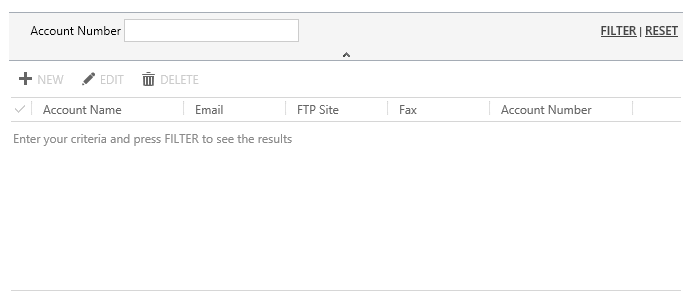 Account Number FILTER | RESET
NEW EDIT DELETE
Account Name Email FTP Site Fax Account Number
Enter your criteria and press FILTER to see the results